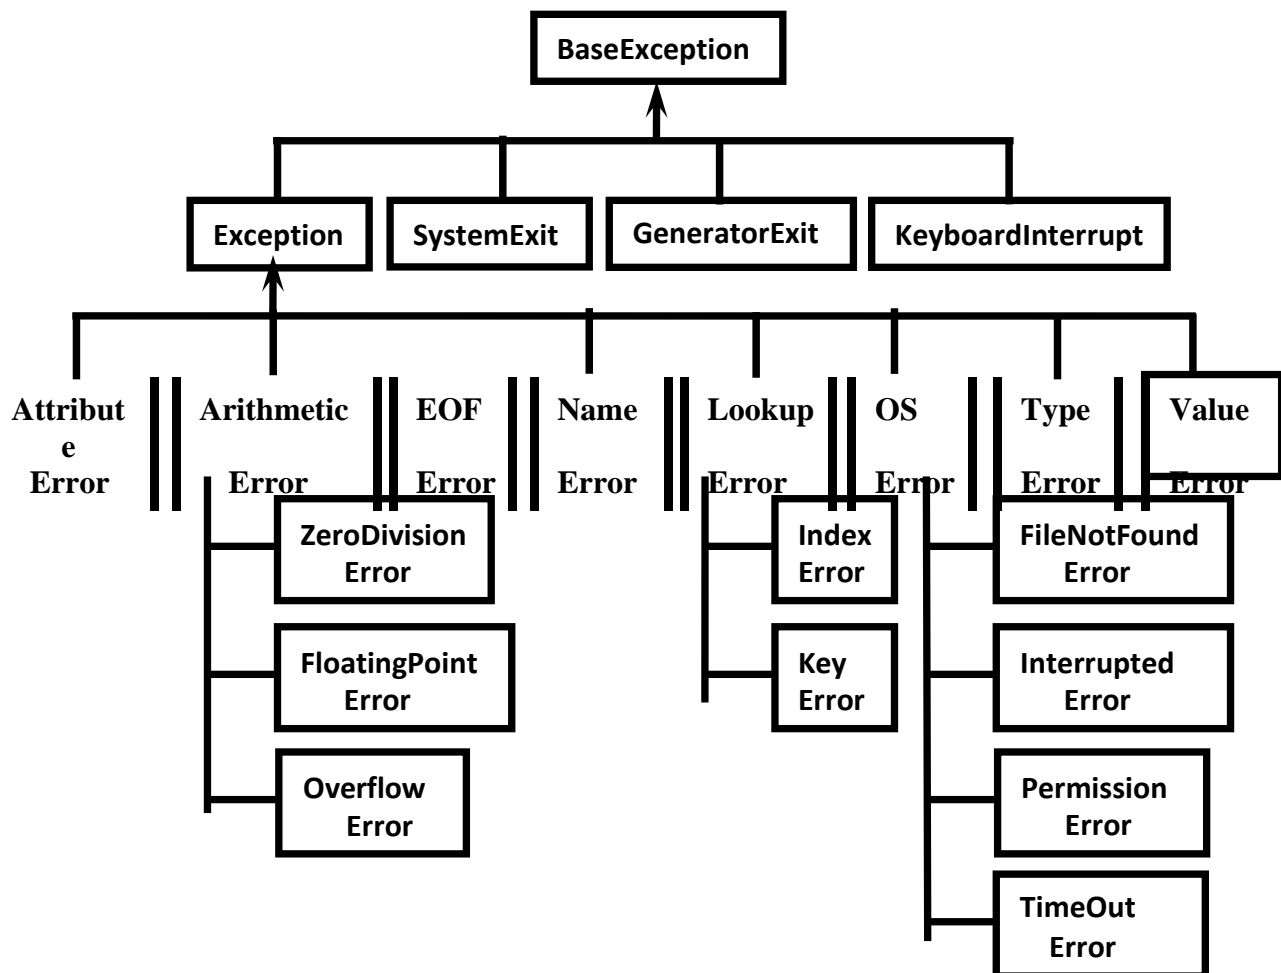 BaseException
Exception
SystemExit
GeneratorExit
KeyboardInterrupt
Attribut
e
Error
Arithmetic
Error
EOF
Error
Name
Error
Lookup
Error
OS
Error
Type
Error
Value
Error
ZeroDivision
Error
FloatingPoint
Error
Overflow
Error
Index
Error
Key
Error
FileNotFound
Error
Interrupted
Error
Permission
Error
TimeOut
Error